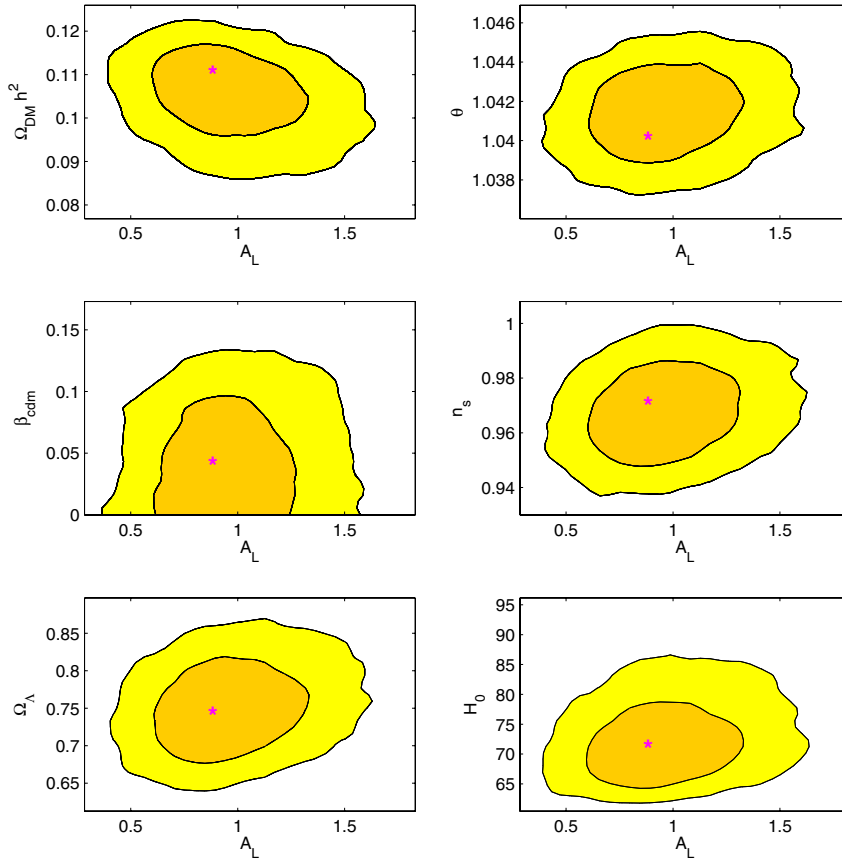 0.12
0.11
0.1
0.09
0.08
Ω_DM h²
0.5 1 1.5
A_L
1.046
1.044
1.042
1.04
1.038
θ
0.5 1 1.5
A_L
0.15
0.1
0.05
0
β_cdm
0.5 1 1.5
A_L
1
0.98
0.96
0.94
n_s
0.5 1 1.5
A_L
0.85
0.8
0.75
0.7
0.65
Ω_Λ
0.5 1 1.5
A_L
95
90
85
80
75
70
65
H_0
0.5 1 1.5
A_L